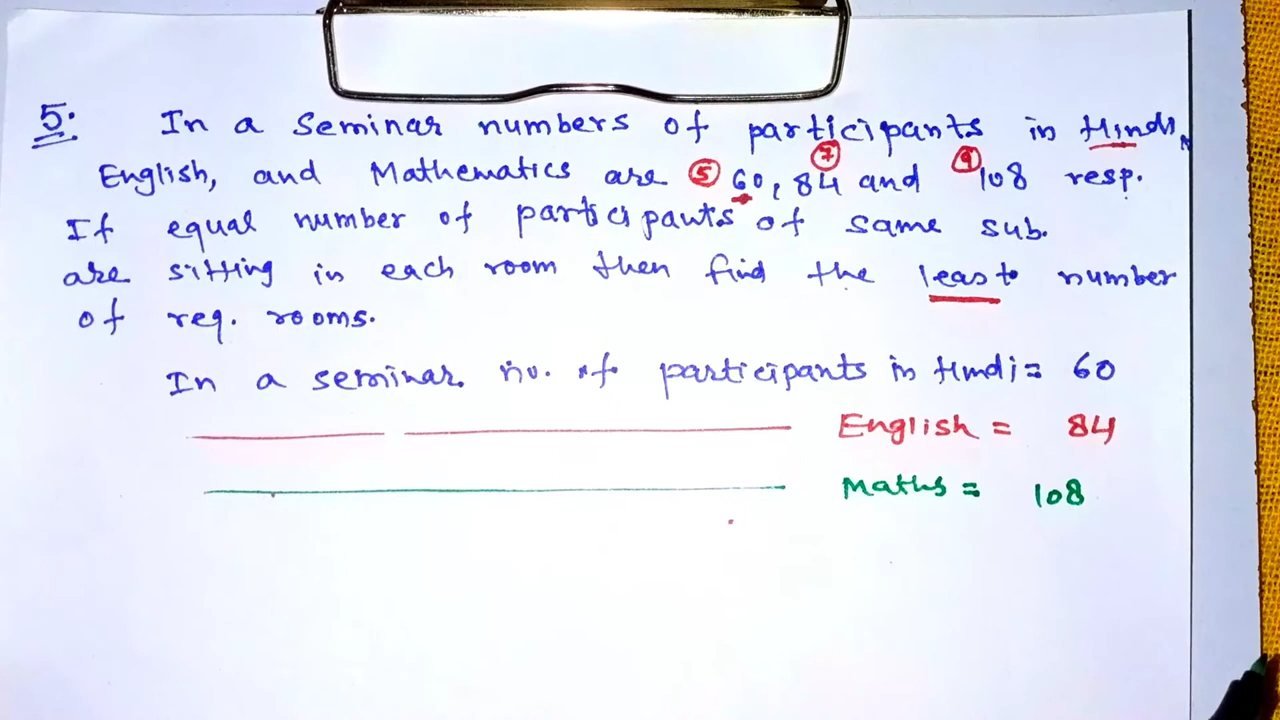 5. In a Seminar numbers of participants in Hindi,
English, and Mathematics are ⑤ 60, ⑦ 84 and ⑨ 108 resp.
If equal number of participants of same sub.
are sitting in each room then find the least number
of req. rooms.
In a seminar no. of participants in Hindi = 60
English = 84
Maths = 108